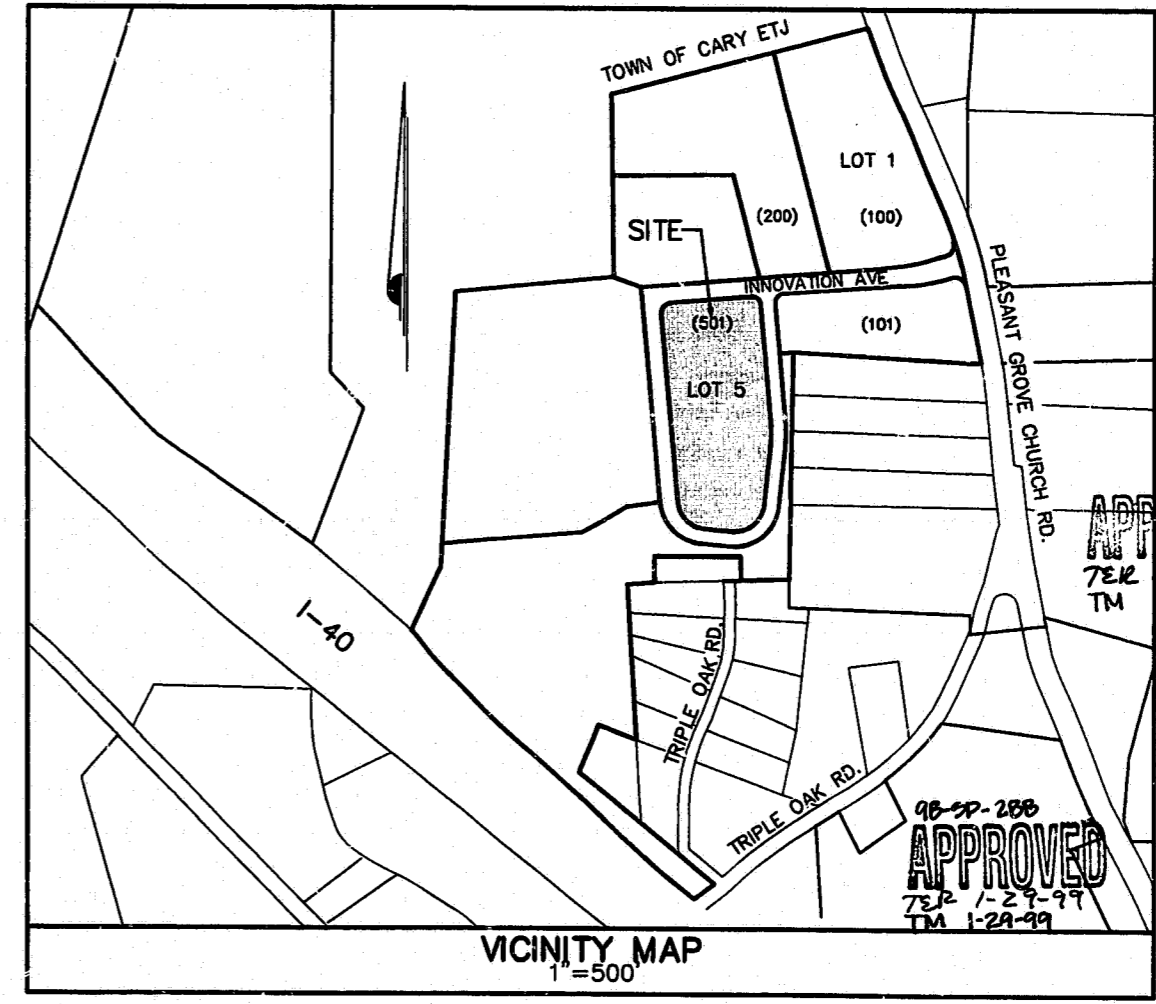 TOWN OF CARY ETJ
LOT 1
(200)
(100)
SITE
INNOVATION AVE
PLEASANT GROVE CHURCH RD.
(501)
(101)
LOT 5
APP
TER
TM
I-40
TRIPLE OAK RD.
TRIPLE OAK RD.
98-SP-288
APPROVED
TER 1-29-99
TM 1-29-99
VICINITY MAP
1"=500'